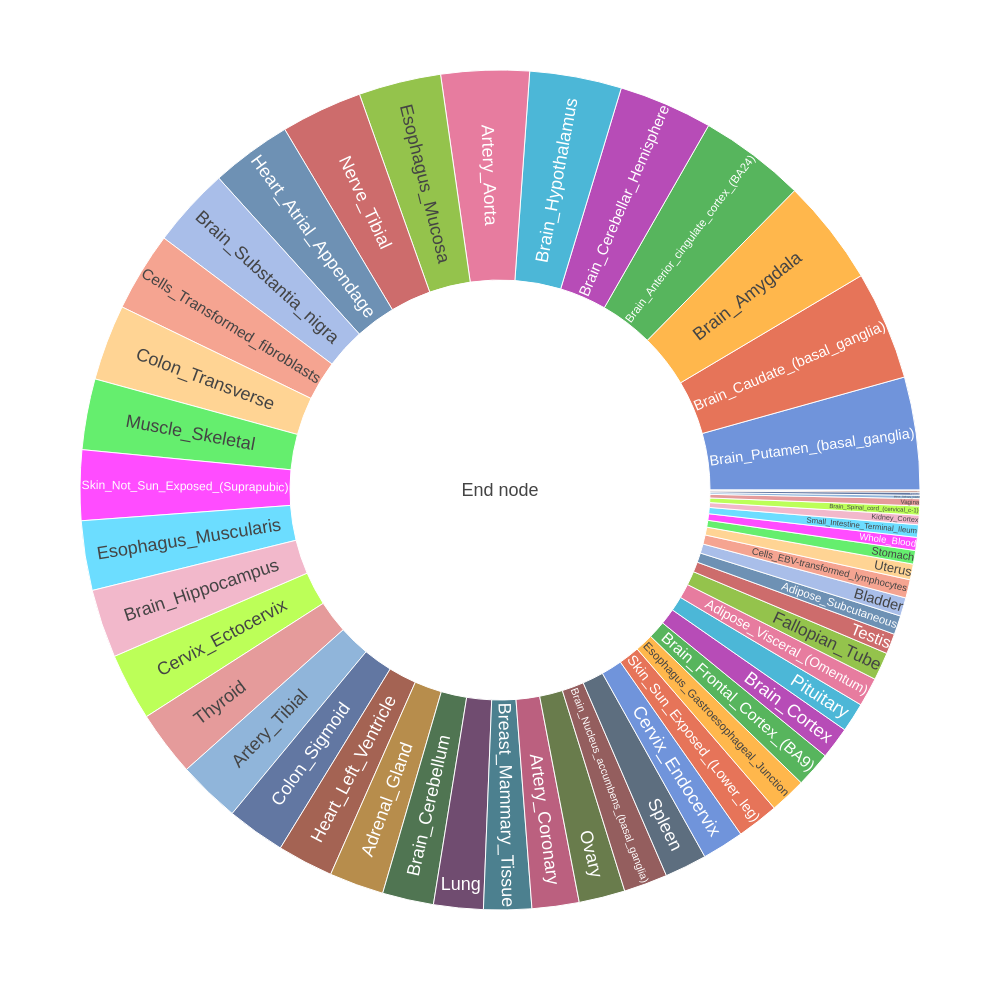 End node
Brain_Putamen_(basal_ganglia)
Brain_Caudate_(basal_ganglia)
Brain_Amygdala
Brain_Anterior_cingulate_cortex_(BA24)
Brain_Cerebellar_Hemisphere
Brain_Hypothalamus
Artery_Aorta
Esophagus_Mucosa
Nerve_Tibial
Heart_Atrial_Appendage
Brain_Substantia_nigra
Cells_Transformed_fibroblasts
Colon_Transverse
Muscle_Skeletal
Skin_Not_Sun_Exposed_(Suprapubic)
Esophagus_Muscularis
Brain_Hippocampus
Cervix_Ectocervix
Thyroid
Artery_Tibial
Colon_Sigmoid
Heart_Left_Ventricle
Adrenal_Gland
Brain_Cerebellum
Lung
Breast_Mammary_Tissue
Artery_Coronary
Ovary
Brain_Nucleus_accumbens_(basal_ganglia)
Spleen
Cervix_Endocervix
Skin_Sun_Exposed_(Lower_leg)
Esophagus_Gastroesophageal_Junction
Brain_Frontal_Cortex_(BA9)
Brain_Cortex
Pituitary
Adipose_Visceral_(Omentum)
Fallopian_Tube
Testis
Adipose_Subcutaneous
Bladder
Cells_EBV-transformed_lymphocytes
Uterus
Stomach
Whole_Blood
Small_Intestine_Terminal_Ileum
Kidney_Cortex
Brain_Spinal_cord_(cervical_c-1)
Vagina